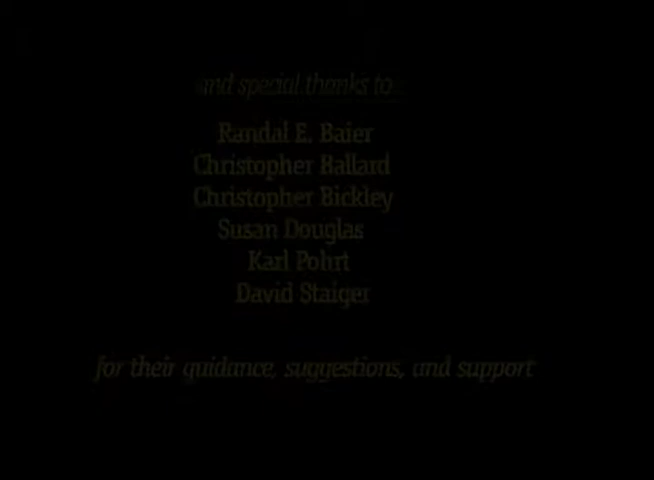 and special thanks to
Randal E. Baier
Christopher Ballard
Christopher Bickley
Susan Douglas
Karl Pohrt
David Staiger
for their guidance, suggestions, and support